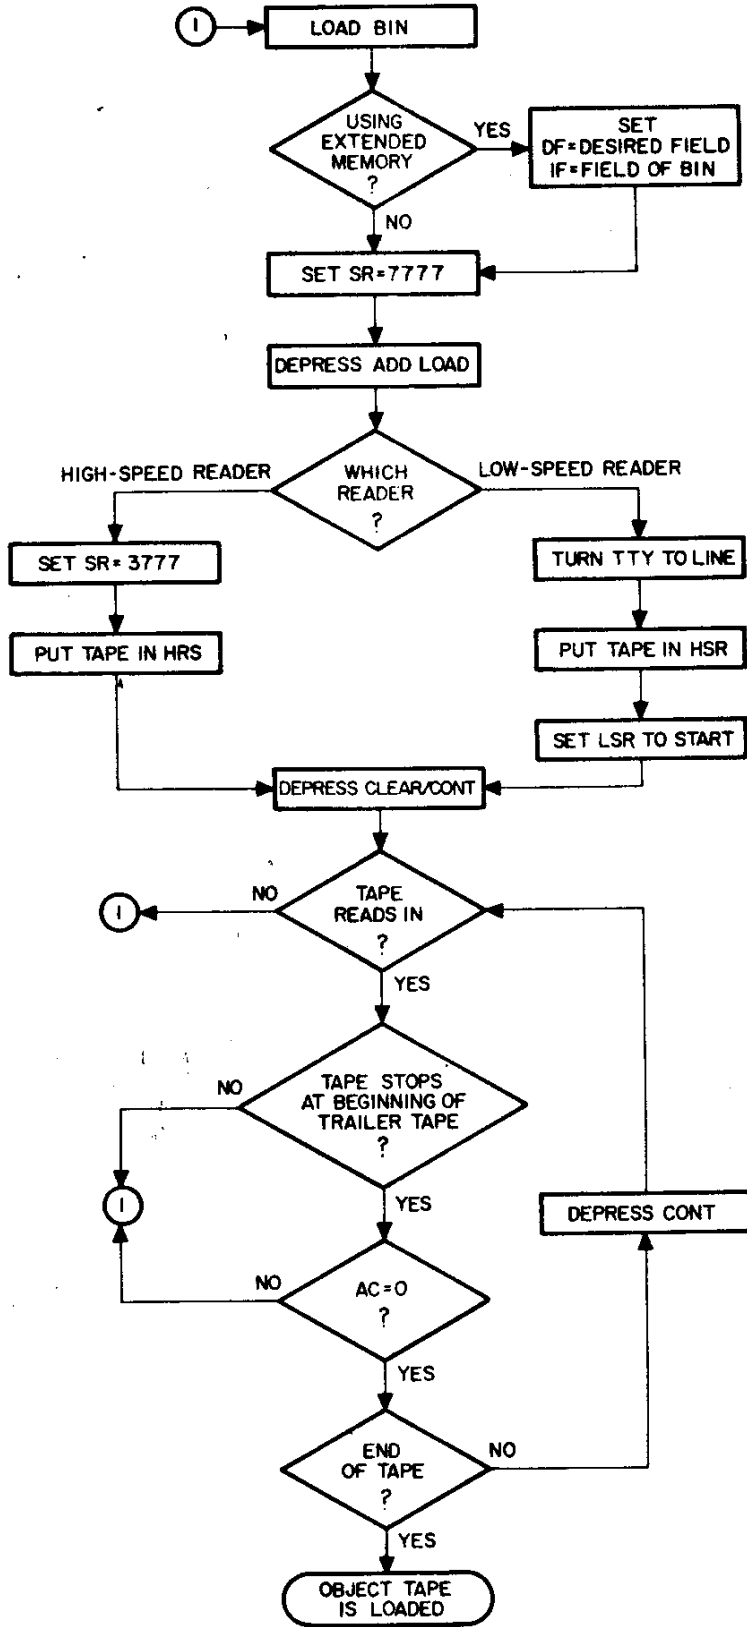 1
LOAD BIN
USING
EXTENDED
MEMORY
?
YES
SET
DF=DESIRED FIELD
IF=FIELD OF BIN
NO
SET SR=7777
DEPRESS ADD LOAD
HIGH-SPEED READER
WHICH
READER
?
LOW-SPEED READER
SET SR=3777
TURN TTY TO LINE
PUT TAPE IN HRS
PUT TAPE IN HSR
SET LSR TO START
DEPRESS CLEAR/CONT
1
NO
TAPE
READS IN
?
YES
NO
TAPE STOPS
AT BEGINNING OF
TRAILER TAPE
?
1
YES
DEPRESS CONT
NO
AC=0
?
YES
END
OF TAPE
?
NO
YES
OBJECT TAPE
IS LOADED